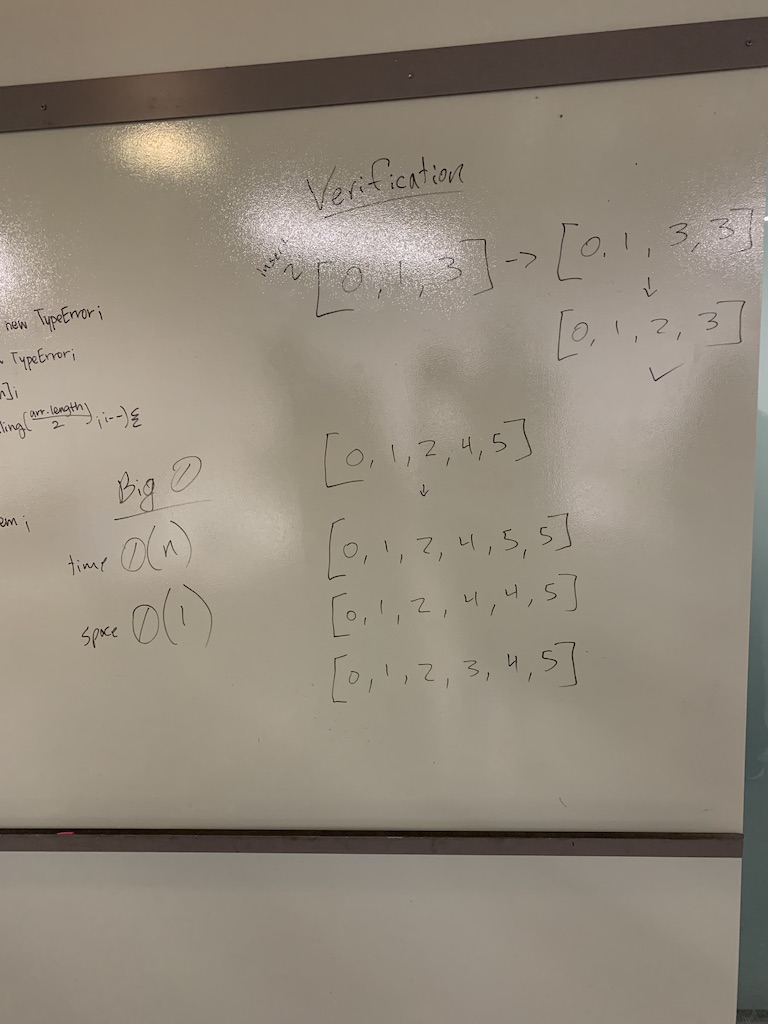 Verification
insert
2
[0, 1, 3] -> [0, 1, 3, 3]
↓
[0, 1, 2, 3]
✓
new TypeError;
TypeError;
];
(arr.length/2) ; i--) {
em;
Big O
time O(n)
space O(1)
[0, 1, 2, 4, 5]
↓
[0, 1, 2, 4, 5, 5]
[0, 1, 2, 4, 4, 5]
[0, 1, 2, 3, 4, 5]